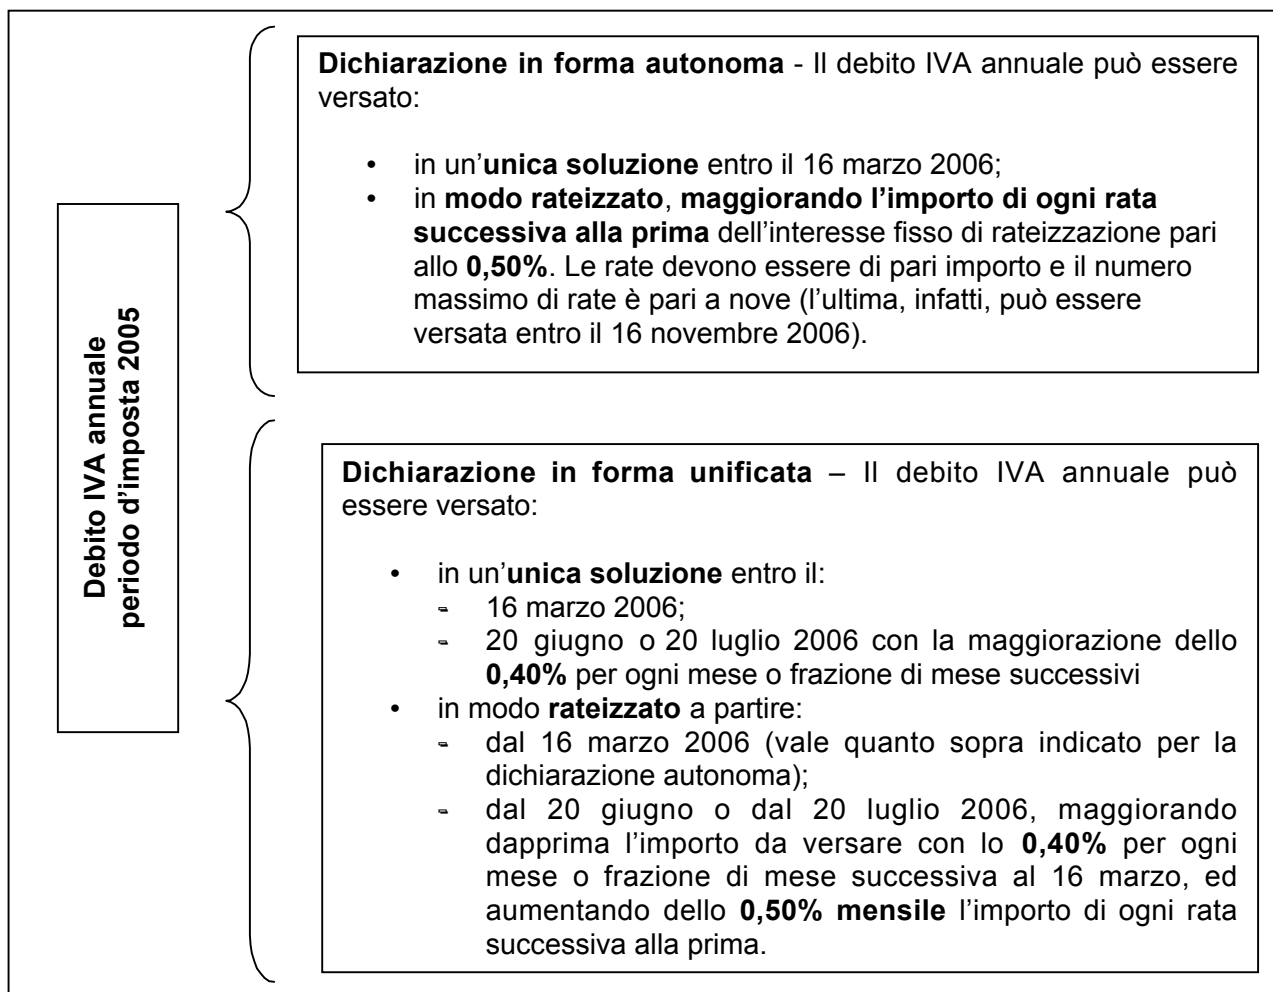 Debito IVA annuale
periodo d’imposta 2005
Dichiarazione in forma autonoma - Il debito IVA annuale può essere
versato:
• in un’unica soluzione entro il 16 marzo 2006;
• in modo rateizzato, maggiorando l’importo di ogni rata
successiva alla prima dell’interesse fisso di rateizzazione pari
allo 0,50%. Le rate devono essere di pari importo e il numero
massimo di rate è pari a nove (l’ultima, infatti, può essere
versata entro il 16 novembre 2006).
Dichiarazione in forma unificata – Il debito IVA annuale può
essere versato:
• in un’unica soluzione entro il:
- 16 marzo 2006;
- 20 giugno o 20 luglio 2006 con la maggiorazione dello
0,40% per ogni mese o frazione di mese successivi
• in modo rateizzato a partire:
- dal 16 marzo 2006 (vale quanto sopra indicato per la
dichiarazione autonoma);
- dal 20 giugno o dal 20 luglio 2006, maggiorando
dapprima l’importo da versare con lo 0,40% per ogni
mese o frazione di mese successiva al 16 marzo, ed
aumentando dello 0,50% mensile l’importo di ogni rata
successiva alla prima.